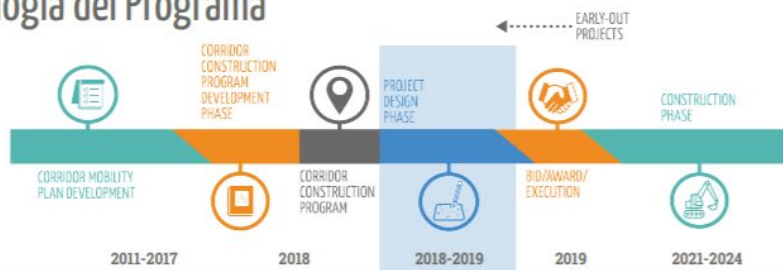 del Programa
EARLY-OUT
PROJECTS
CORRIDOR
CONSTRUCTION
PROGRAM
DEVELOPMENT
PHASE
PROJECT
DESIGN
PHASE
CONSTRUCTION
PHASE
CORRIDOR MOBILITY
PLAN DEVELOPMENT
CORRIDOR
CONSTRUCTION
PROGRAM
BID/AWARD/
EXECUTION
2011-2017
2018
2018-2019
2019
2021-2024